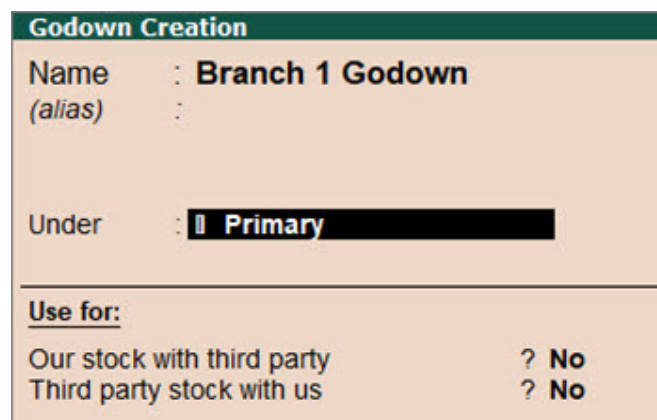 Godown Creation
Name : Branch 1 Godown
(alias) :
Under : Primary
Use for:
Our stock with third party ? No
Third party stock with us ? No